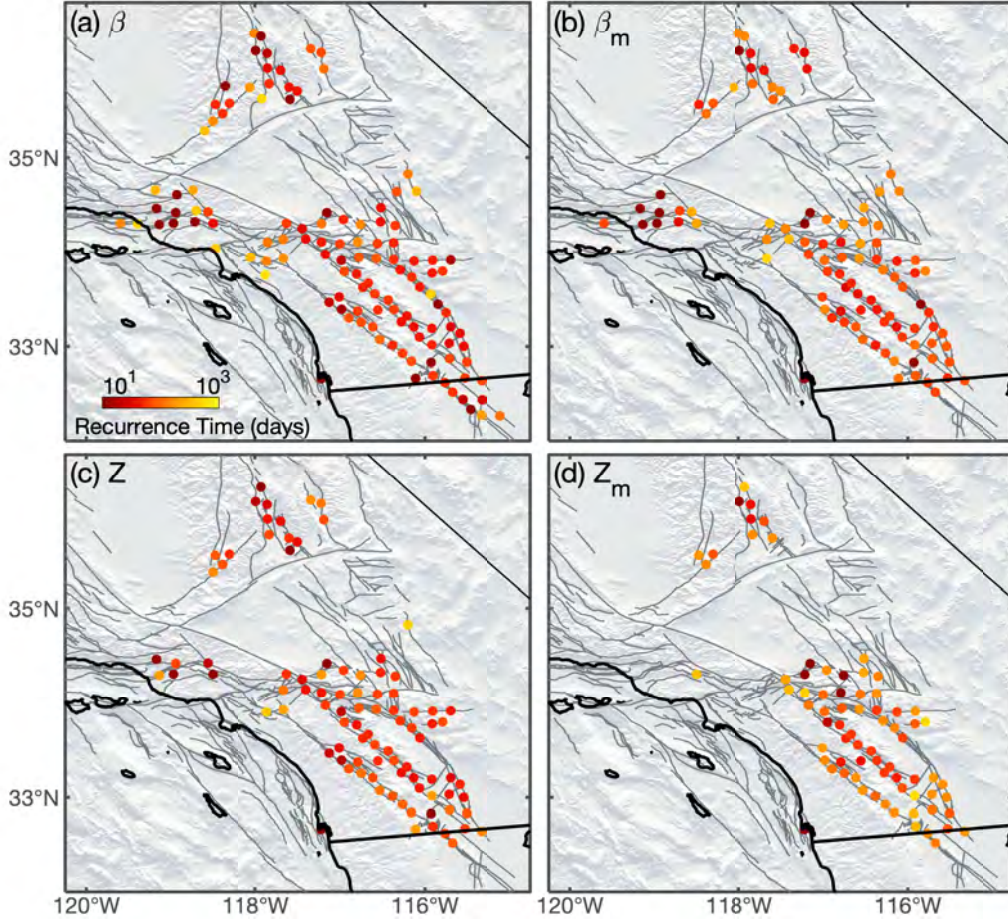 (a) β
(b) βm
35°N
33°N
10¹ 10³
Recurrence Time (days)
(c) Z
(d) Zm
35°N
33°N
120°W 118°W 116°W 120°W 118°W 116°W